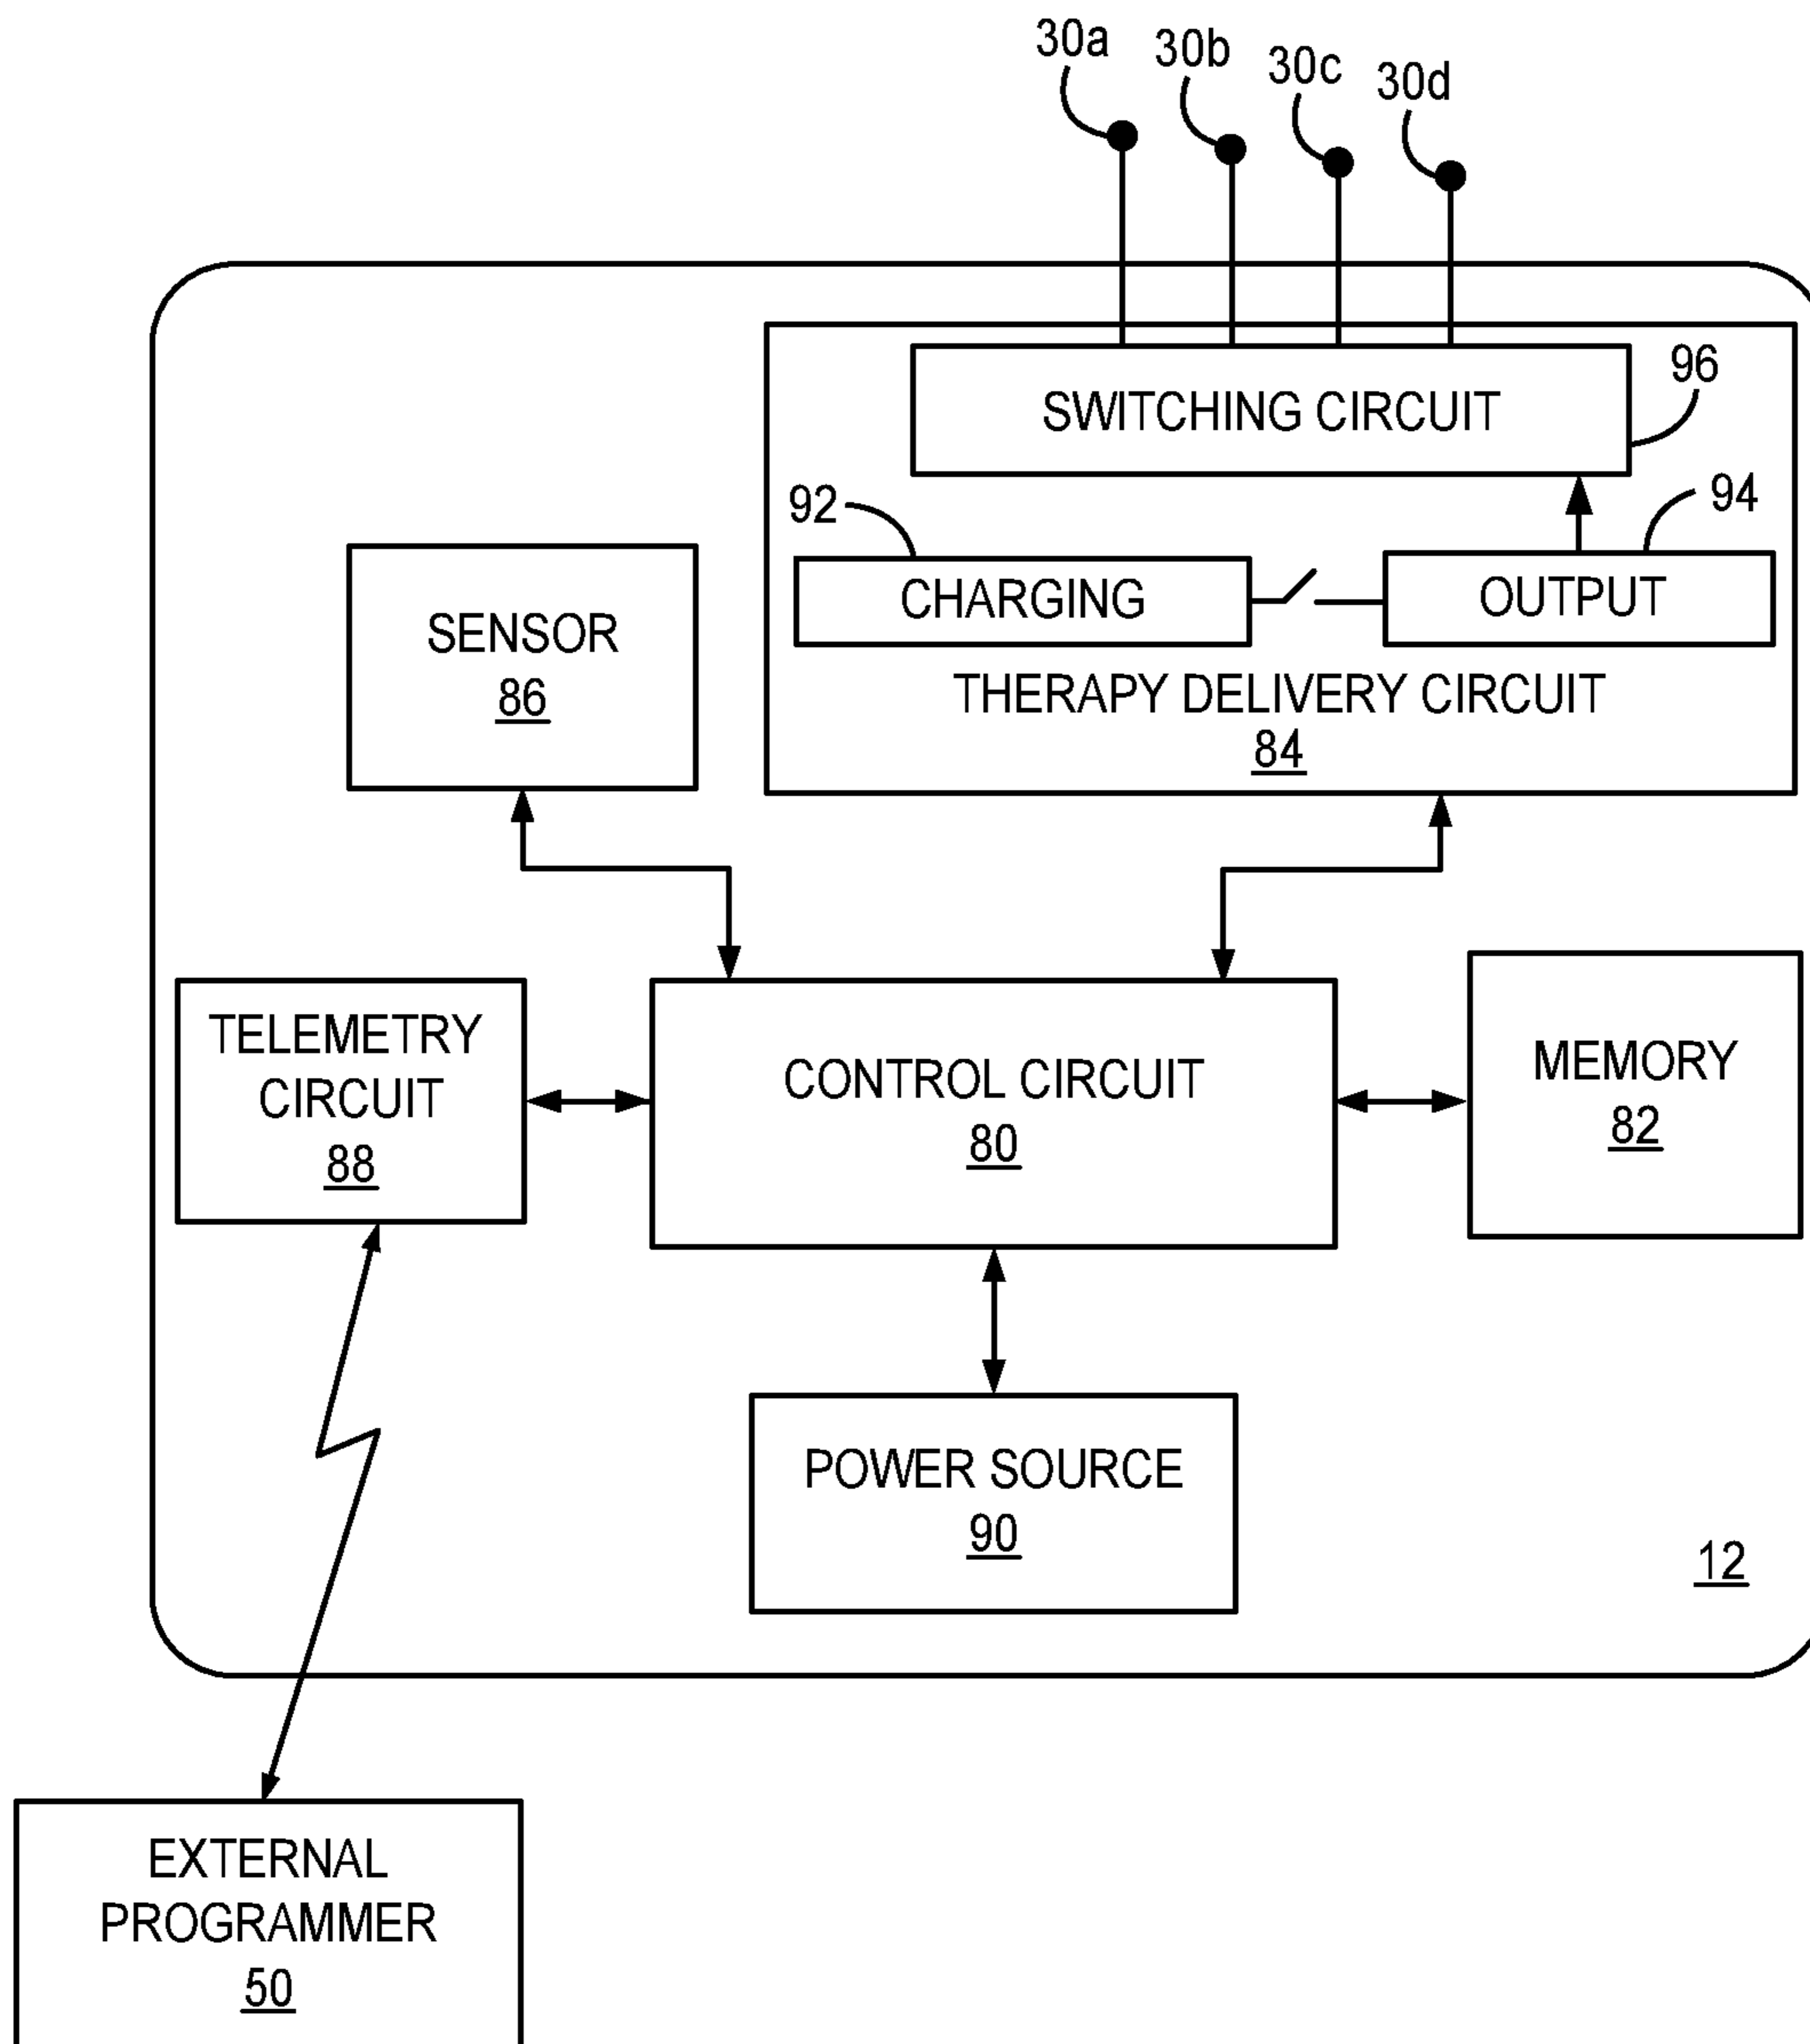 30a
30b
30c
30d
SWITCHING CIRCUIT
96
92
94
CHARGING
OUTPUT
THERAPY DELIVERY CIRCUIT
84
SENSOR
86
TELEMETRY
CIRCUIT
88
CONTROL CIRCUIT
80
MEMORY
82
POWER SOURCE
90
12
EXTERNAL
PROGRAMMER
50